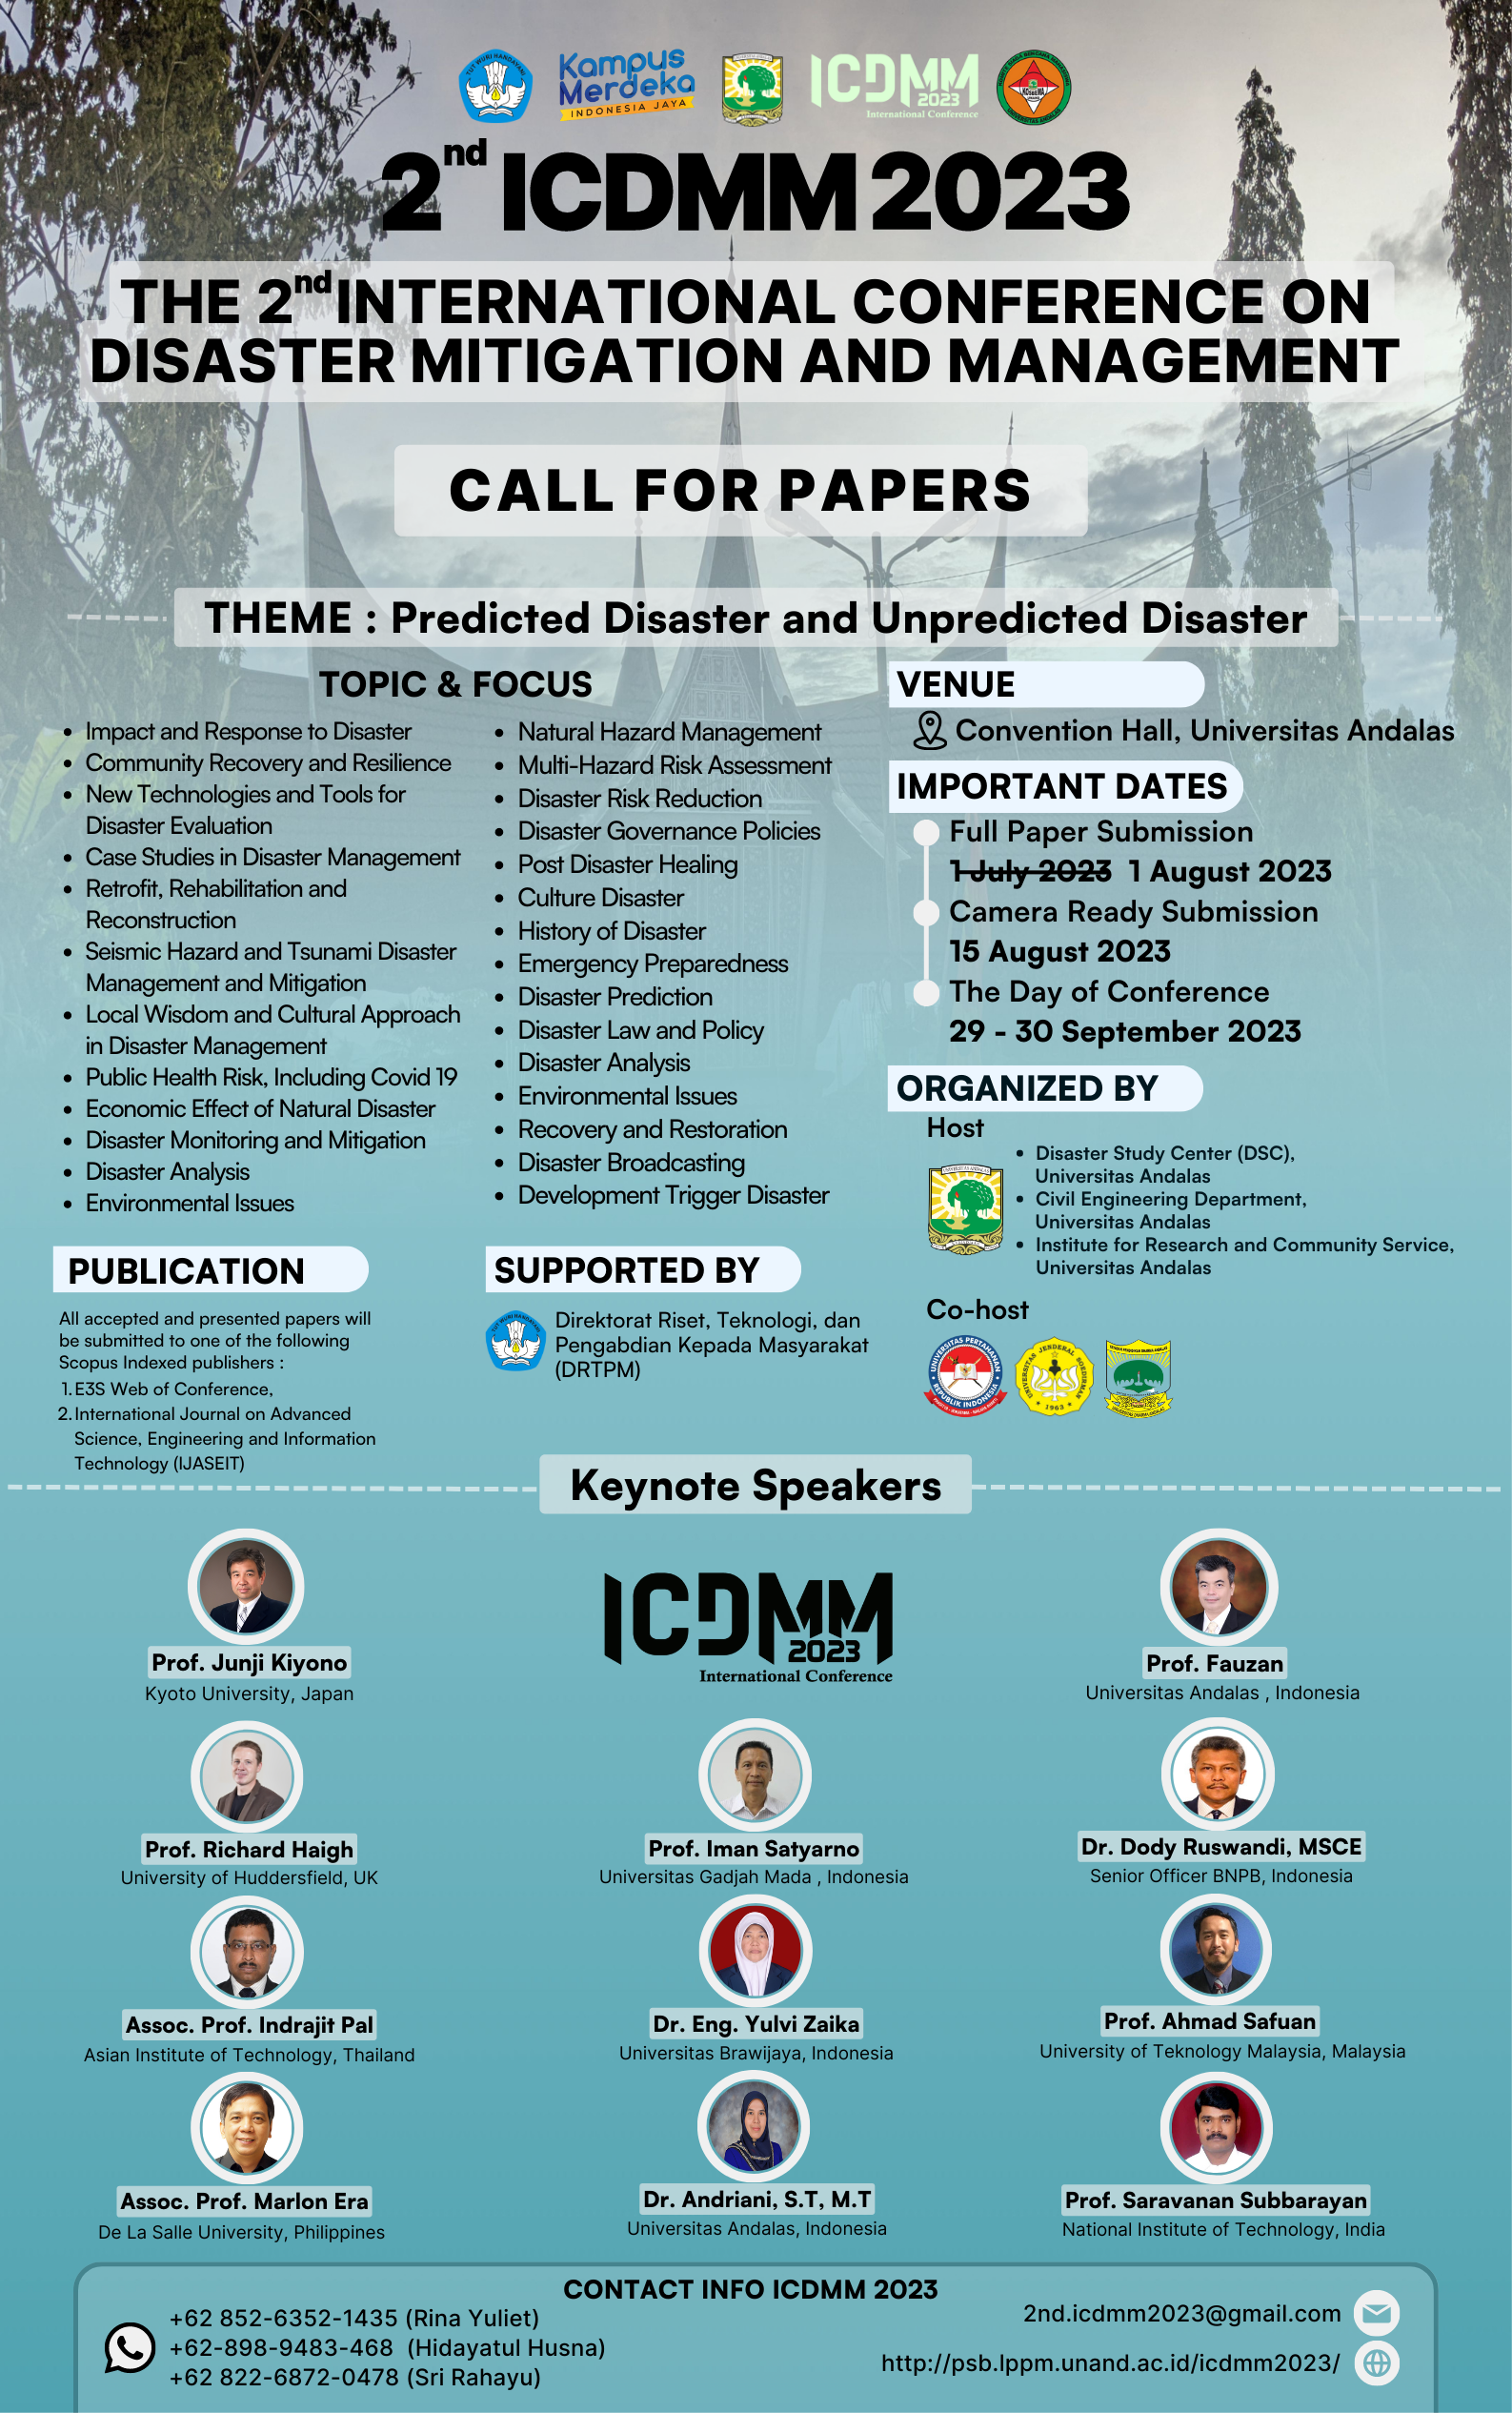 TUT WURI HANDAYANI
Kampus
Merdeka
INDONESIA JAYA
ICDMM
2023
International Conference
2nd ICDMM 2023
THE 2nd INTERNATIONAL CONFERENCE ON
DISASTER MITIGATION AND MANAGEMENT
CALL FOR PAPERS
THEME : Predicted Disaster and Unpredicted Disaster
TOPIC & FOCUS
• Impact and Response to Disaster
• Community Recovery and Resilience
• New Technologies and Tools for
Disaster Evaluation
• Case Studies in Disaster Management
• Retrofit, Rehabilitation and
Reconstruction
• Seismic Hazard and Tsunami Disaster
Management and Mitigation
• Local Wisdom and Cultural Approach
in Disaster Management
• Public Health Risk, Including Covid 19
• Economic Effect of Natural Disaster
• Disaster Monitoring and Mitigation
• Disaster Analysis
• Environmental Issues
• Natural Hazard Management
• Multi-Hazard Risk Assessment
• Disaster Risk Reduction
• Disaster Governance Policies
• Post Disaster Healing
• Culture Disaster
• History of Disaster
• Emergency Preparedness
• Disaster Prediction
• Disaster Law and Policy
• Disaster Analysis
• Environmental Issues
• Recovery and Restoration
• Disaster Broadcasting
• Development Trigger Disaster
VENUE
Convention Hall, Universitas Andalas
IMPORTANT DATES
Full Paper Submission
1 July 2023 1 August 2023
Camera Ready Submission
15 August 2023
The Day of Conference
29 - 30 September 2023
ORGANIZED BY
Host
• Disaster Study Center (DSC),
Universitas Andalas
• Civil Engineering Department,
Universitas Andalas
• Institute for Research and Community Service,
Universitas Andalas
Co-host
UNIVERSITAS PERTAHANAN
REPUBLIK INDONESIA
UNIVERSITAS JENDERAL SOEDIRMAN
1963
PUBLICATION
All accepted and presented papers will
be submitted to one of the following
Scopus Indexed publishers :
1. E3S Web of Conference,
2. International Journal on Advanced
Science, Engineering and Information
Technology (IJASEIT)
SUPPORTED BY
Direktorat Riset, Teknologi, dan
Pengabdian Kepada Masyarakat
(DRTPM)
Keynote Speakers
ICDMM
2023
International Conference
Prof. Junji Kiyono
Kyoto University, Japan
Prof. Fauzan
Universitas Andalas , Indonesia
Prof. Richard Haigh
University of Huddersfield, UK
Prof. Iman Satyarno
Universitas Gadjah Mada , Indonesia
Dr. Dody Ruswandi, MSCE
Senior Officer BNPB, Indonesia
Assoc. Prof. Indrajit Pal
Asian Institute of Technology, Thailand
Dr. Eng. Yulvi Zaika
Universitas Brawijaya, Indonesia
Prof. Ahmad Safuan
University of Teknology Malaysia, Malaysia
Assoc. Prof. Marlon Era
De La Salle University, Philippines
Dr. Andriani, S.T, M.T
Universitas Andalas, Indonesia
Prof. Saravanan Subbarayan
National Institute of Technology, India
CONTACT INFO ICDMM 2023
+62 852-6352-1435 (Rina Yuliet)
+62-898-9483-468 (Hidayatul Husna)
+62 822-6872-0478 (Sri Rahayu)
2nd.icdmm2023@gmail.com
http://psb.lppm.unand.ac.id/icdmm2023/